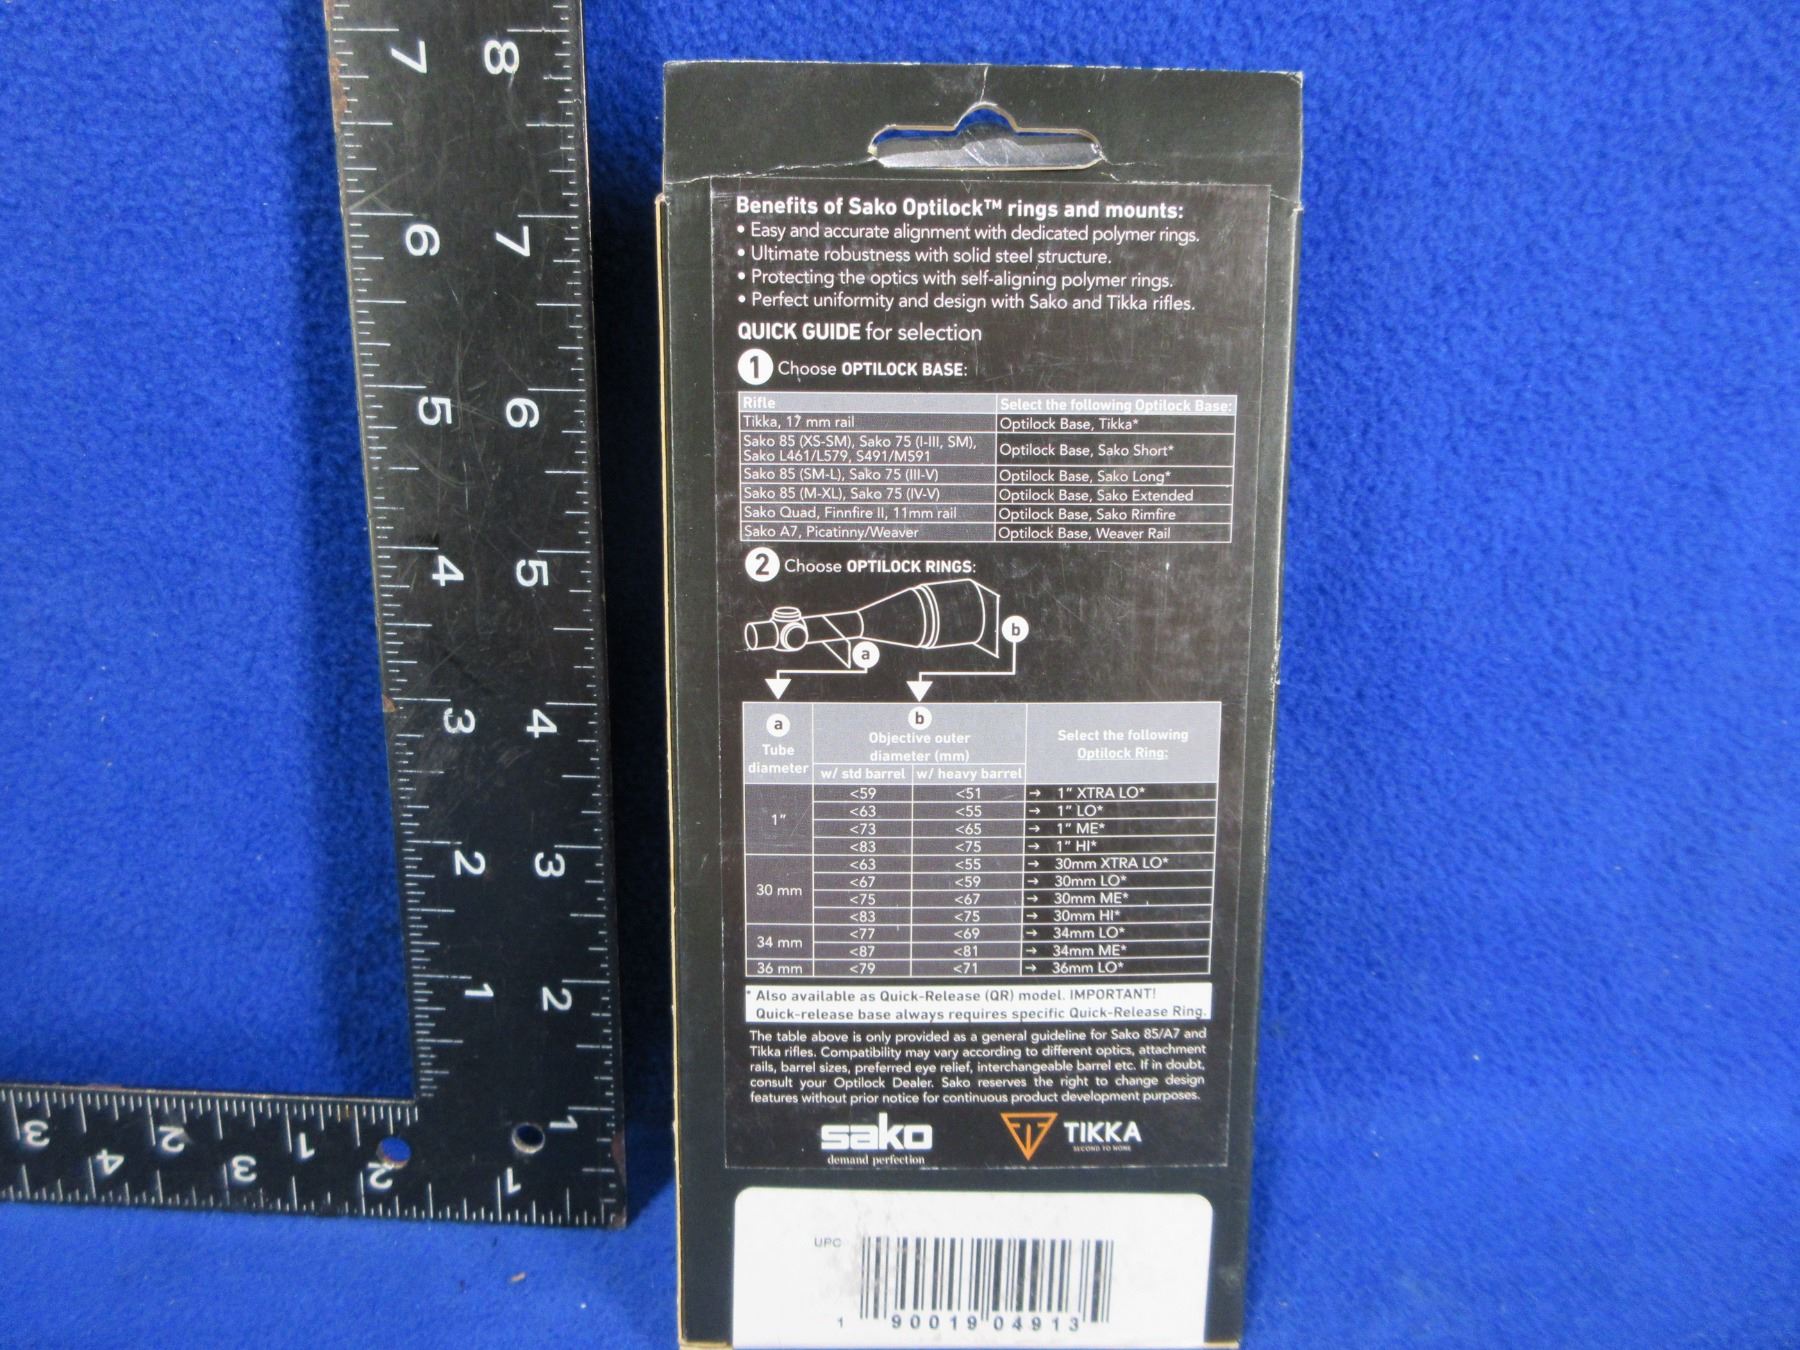 8
7
7
6
6
5
5
4
4
3
3
2
2
1
1
3
2
1
4
3
2
1
Benefits of Sako Optilock™ rings and mounts:
• Easy and accurate alignment with dedicated polymer rings.
• Ultimate robustness with solid steel structure.
• Protecting the optics with self-aligning polymer rings.
• Perfect uniformity and design with Sako and Tikka rifles.
QUICK GUIDE for selection
1 Choose OPTILOCK BASE:
Rifle Select the following Optilock Base:
Tikka, 17 mm rail Optilock Base, Tikka*
Sako 85 (XS-SM), Sako 75 (I-III, SM),
Sako L461/L579, S491/M591 Optilock Base, Sako Short*
Sako 85 (SM-L), Sako 75 (III-V) Optilock Base, Sako Long*
Sako 85 (M-XL), Sako 75 (IV-V) Optilock Base, Sako Extended
Sako Quad, Finnfire II, 11mm rail Optilock Base, Sako Rimfire
Sako A7, Picatinny/Weaver Optilock Base, Weaver Rail
2 Choose OPTILOCK RINGS:
b
a
a
Tube
diameter
b
Objective outer
diameter (mm)
w/ std barrel w/ heavy barrel
Select the following
Optilock Ring:
1"
<59 <51 → 1" XTRA LO*
<63 <55 → 1" LO*
<73 <65 → 1" ME*
<83 <75 → 1" HI*
30 mm
<63 <55 → 30mm XTRA LO*
<67 <59 → 30mm LO*
<75 <67 → 30mm ME*
<83 <75 → 30mm HI*
34 mm
<77 <69 → 34mm LO*
<87 <81 → 34mm ME*
36 mm <79 <71 → 36mm LO*
* Also available as Quick-Release (QR) model. IMPORTANT!
Quick-release base always requires specific Quick-Release Ring.
The table above is only provided as a general guideline for Sako 85/A7 and
Tikka rifles. Compatibility may vary according to different optics, attachment
rails, barrel sizes, preferred eye relief, interchangeable barrel etc. If in doubt,
consult your Optilock Dealer. Sako reserves the right to change design
features without prior notice for continuous product development purposes.
sako
demand perfection
TIKKA
SECOND TO NONE
UPC
1 90019 04913